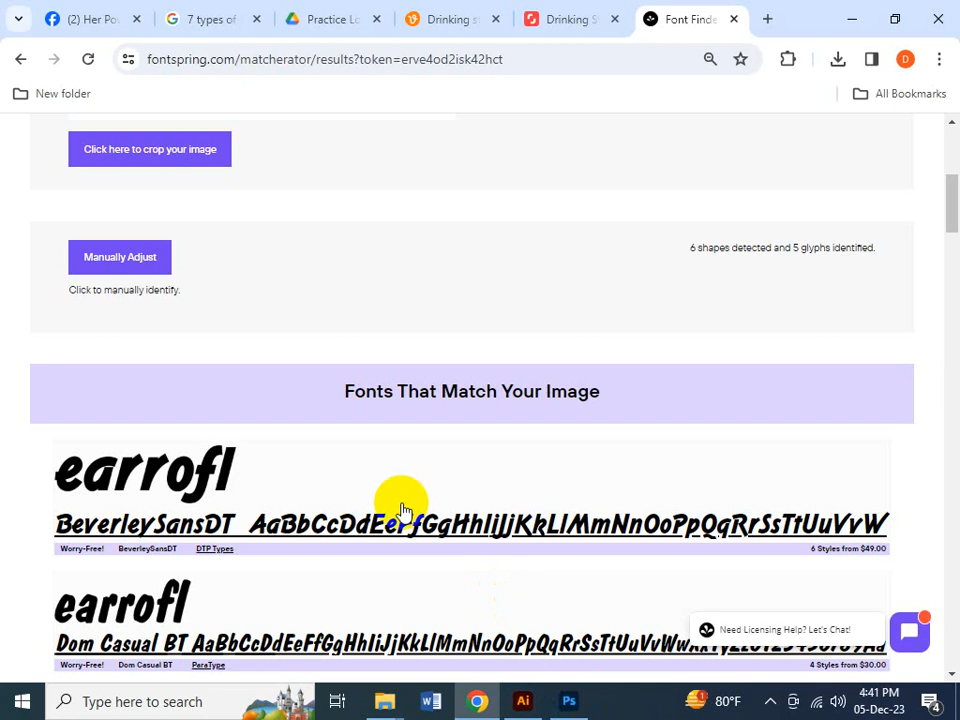 (2) Her Po
7 types of
Practice Lo
Drinking s
Drinking S
Font Finde
fontspring.com/matcherator/results?token=erve4od2isk42hct
D
New folder
All Bookmarks
Click here to crop your image
Manually Adjust
6 shapes detected and 5 glyphs identified.
Click to manually identify.
Fonts That Match Your Image
earrofl
BeverleySansDT AaBbCcDdEeFfGgHhIiJjKkLlMmNnOoPpQqRrSsTtUuVvW
Worry-Free! BeverleySansDT DTP Types 6 Styles from $49.00
earrofl
Dom Casual BT AaBbCcDdEeFfGgHhIiJjKkLlMmNnOoPpQqRrSsTtUuVvWw
Need Licensing Help? Let's Chat!
Worry-Free! Dom Casual BT ParaType 4 Styles from $30.00
Type here to search
80°F
4:41 PM
05-Dec-23
4